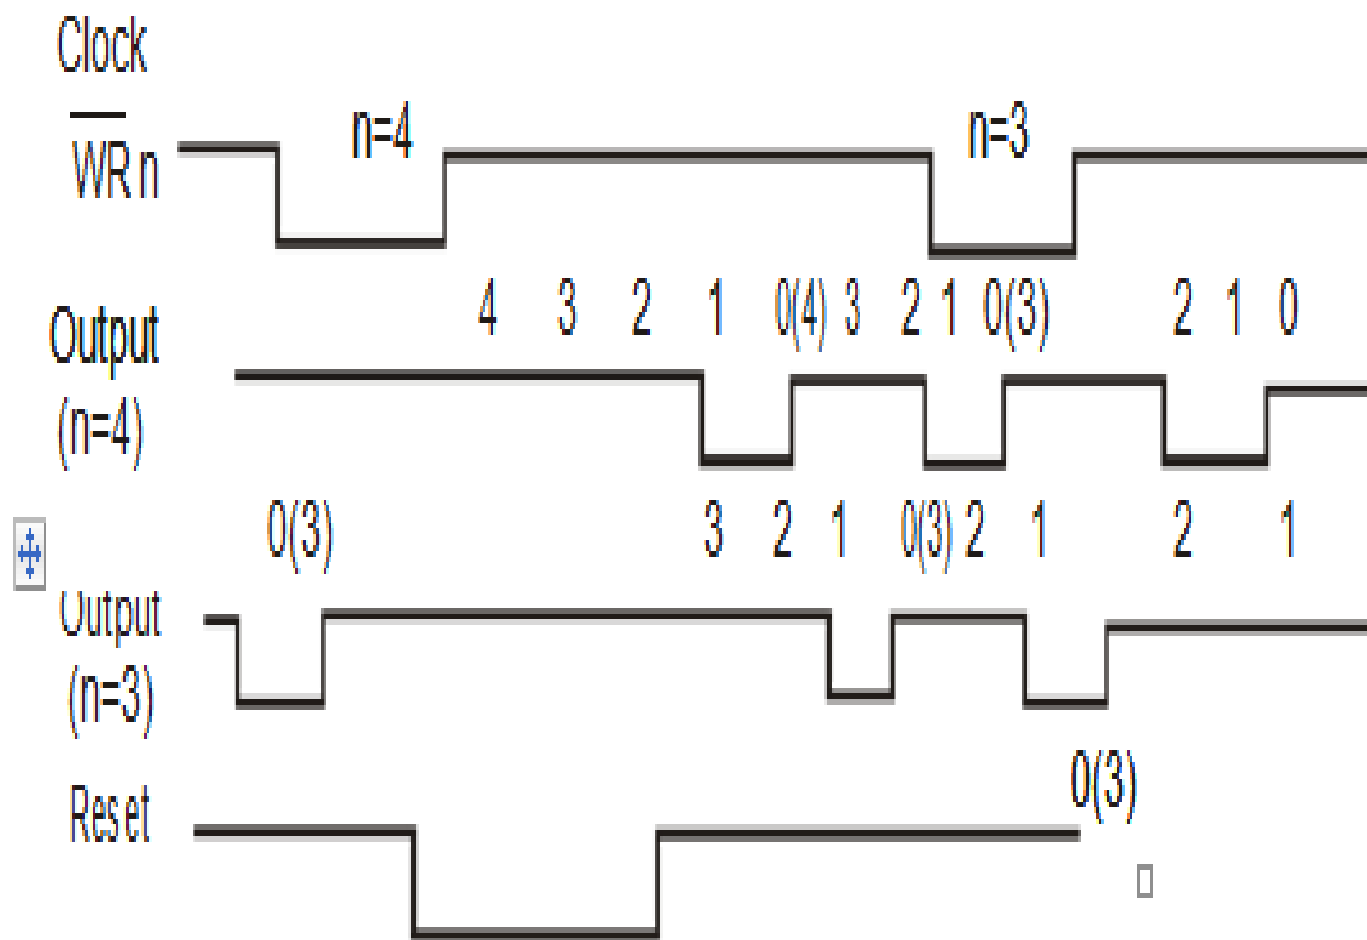 Clock
n=4 n=3
WR n
4 3 2 1 0(4) 3 2 1 0(3) 2 1 0
Output
(n=4)
0(3) 3 2 1 0(3) 2 1 2 1
Output
(n=3)
0(3)
Reset